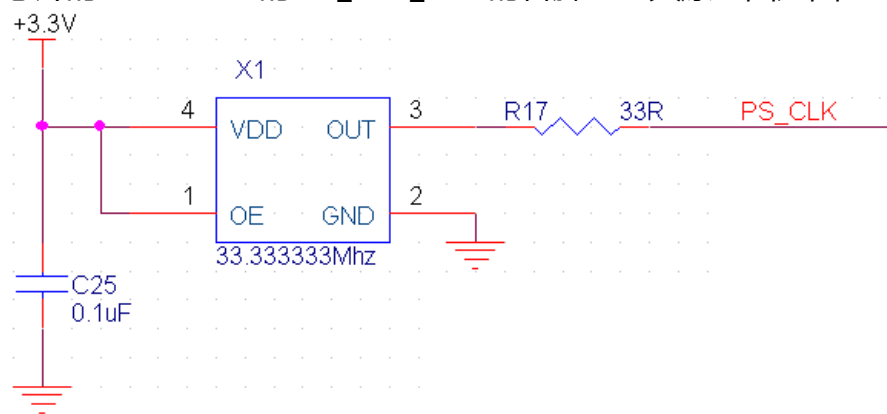 +3.3V
X1
4
VDD
OUT
3
R17
33R
PS_CLK
1
OE
GND
2
33.333333Mhz
C25
0.1uF